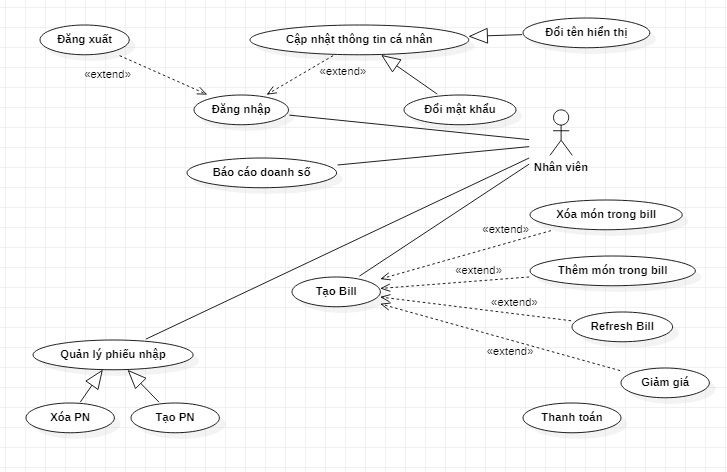 Đăng xuất
Cập nhật thông tin cá nhân
Đổi tên hiển thị
«extend»
«extend»
Đăng nhập
Đổi mật khẩu
Báo cáo doanh số
Nhân viên
Xóa món trong bill
«extend»
«extend»
Thêm món trong bill
Tạo Bill
«extend»
Refresh Bill
«extend»
Quản lý phiếu nhập
Giảm giá
Xóa PN
Tạo PN
Thanh toán